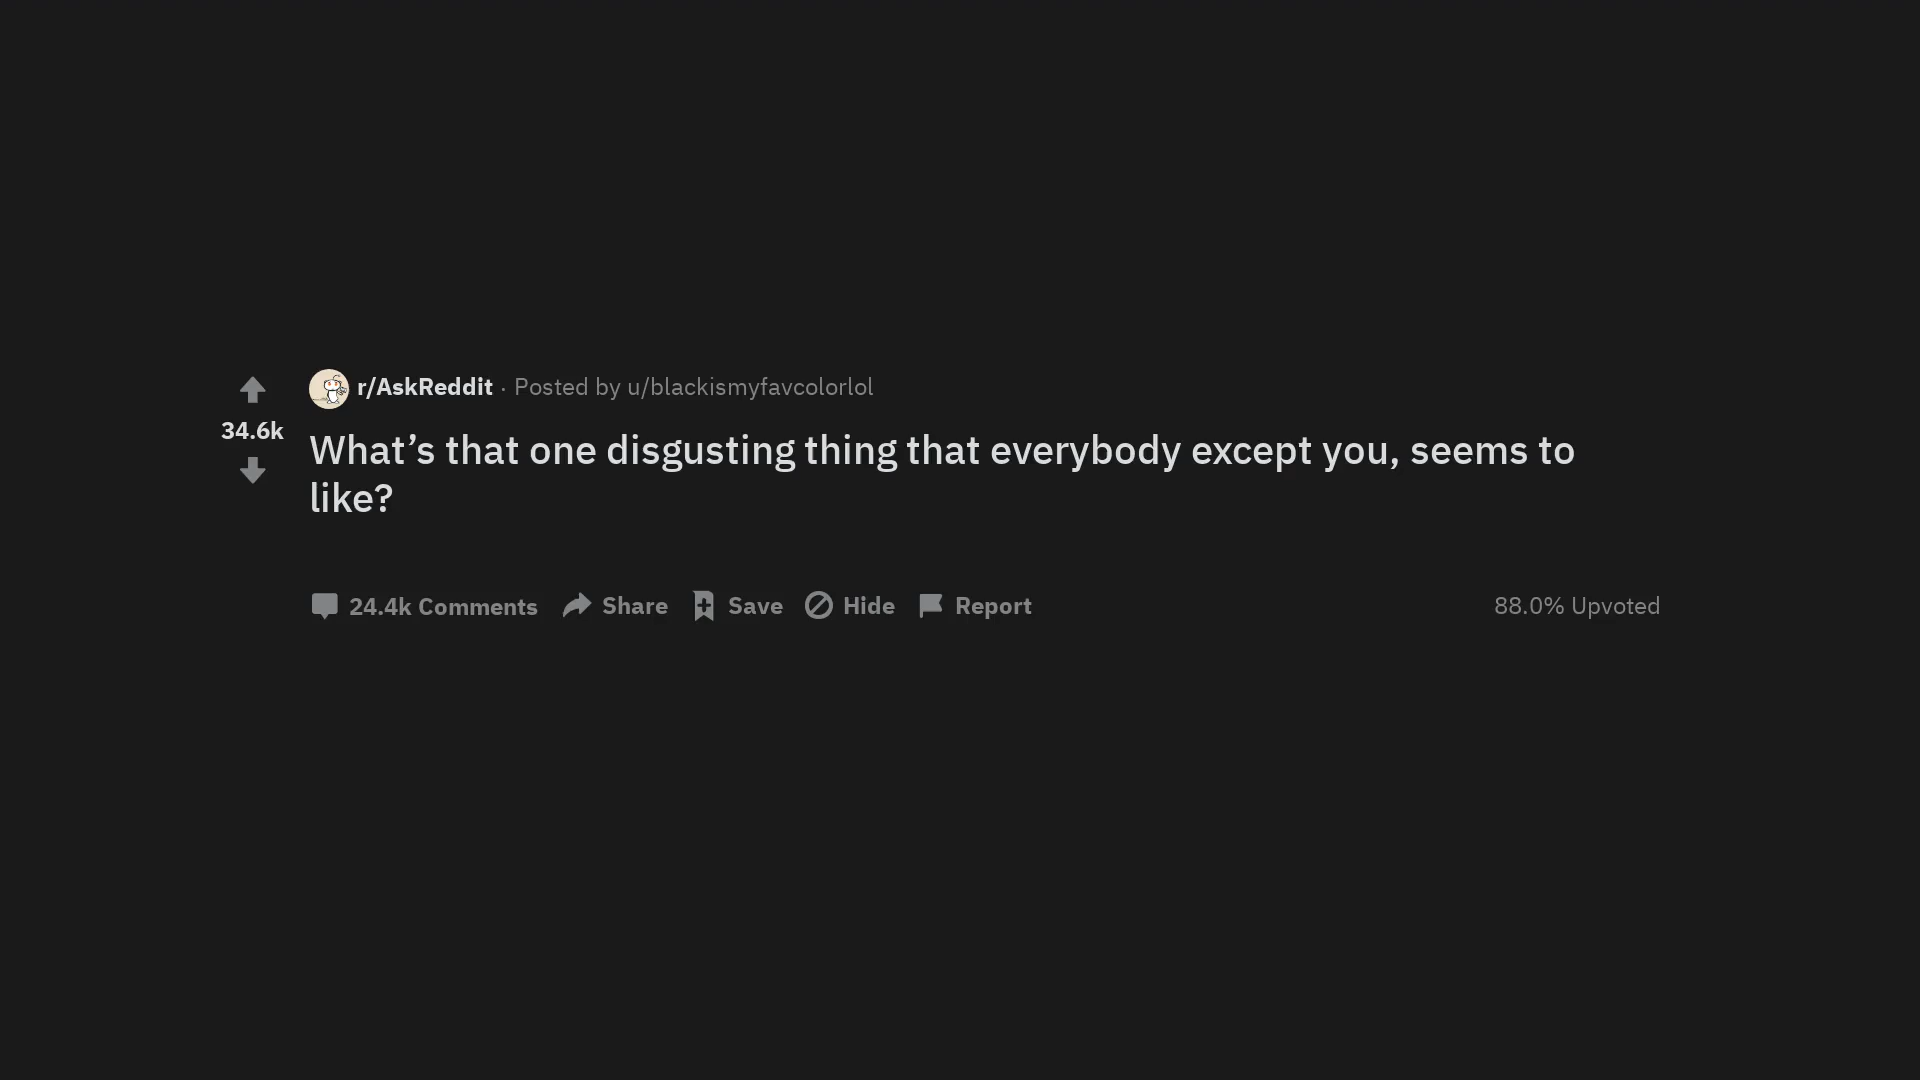 r/AskReddit · Posted by u/blackismyfavcolorlol
34.6k
What’s that one disgusting thing that everybody except you, seems to
like?
24.4k Comments Share Save Hide Report 88.0% Upvoted